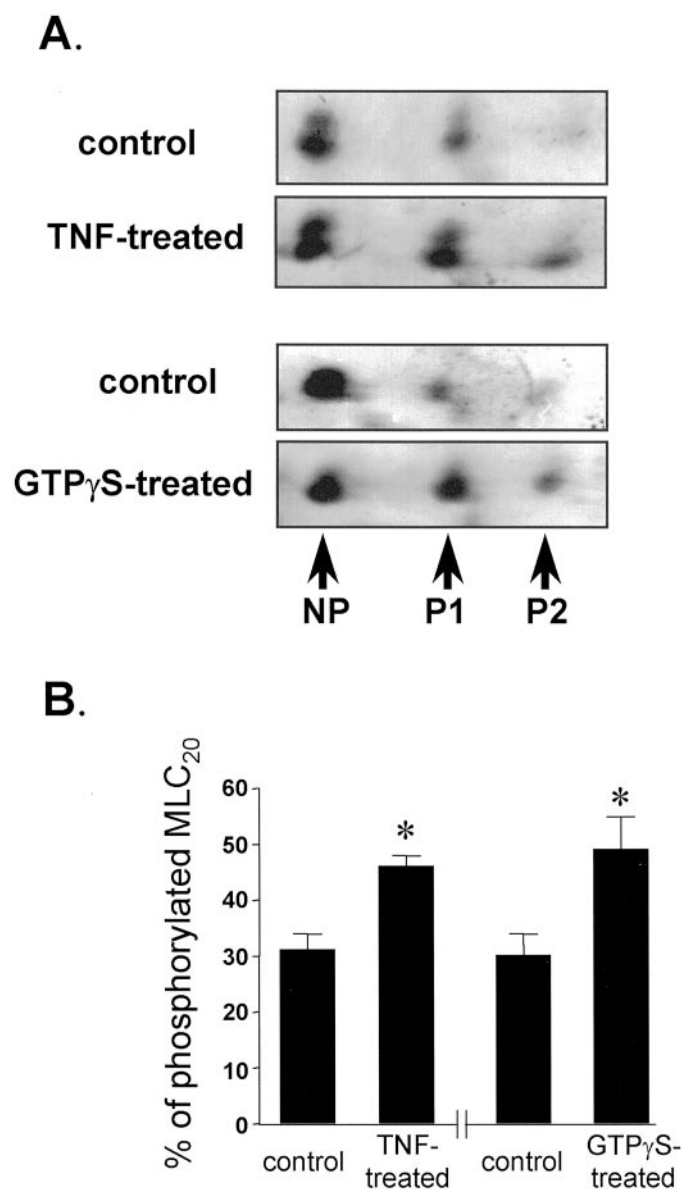 A.
control
TNF-treated
control
GTPγS-treated
NP P1 P2
B.
% of phosphorylated MLC20
60
50
40
30
20
10
0
* *
control TNF-treated control GTPγS-treated